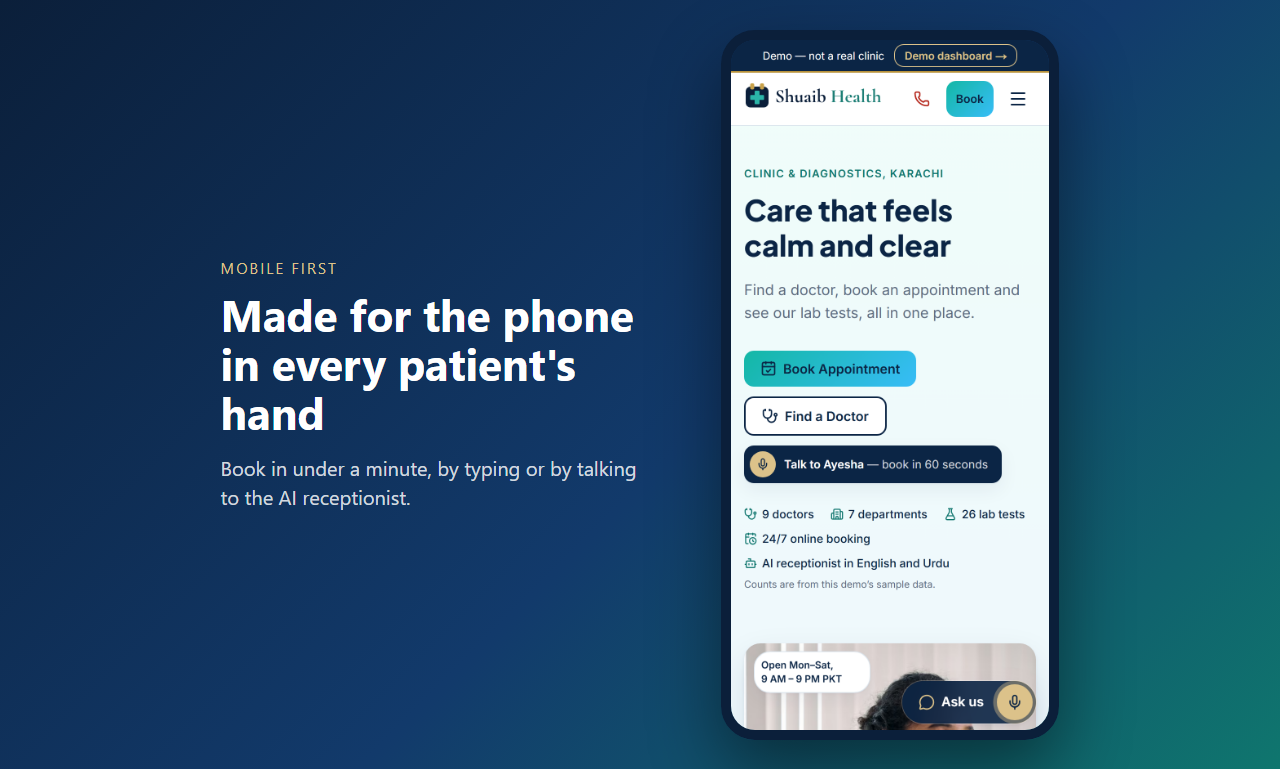 MOBILE FIRST
Made for the phone
in every patient's
hand
Book in under a minute, by typing or by talking
to the AI receptionist.
Demo — not a real clinic
Demo dashboard →
Shuaib Health
Book
CLINIC & DIAGNOSTICS, KARACHI
Care that feels
calm and clear
Find a doctor, book an appointment and
see our lab tests, all in one place.
Book Appointment
Find a Doctor
Talk to Ayesha — book in 60 seconds
9 doctors 7 departments 26 lab tests
24/7 online booking
AI receptionist in English and Urdu
Counts are from this demo's sample data.
Open Mon–Sat,
9 AM – 9 PM PKT
Ask us